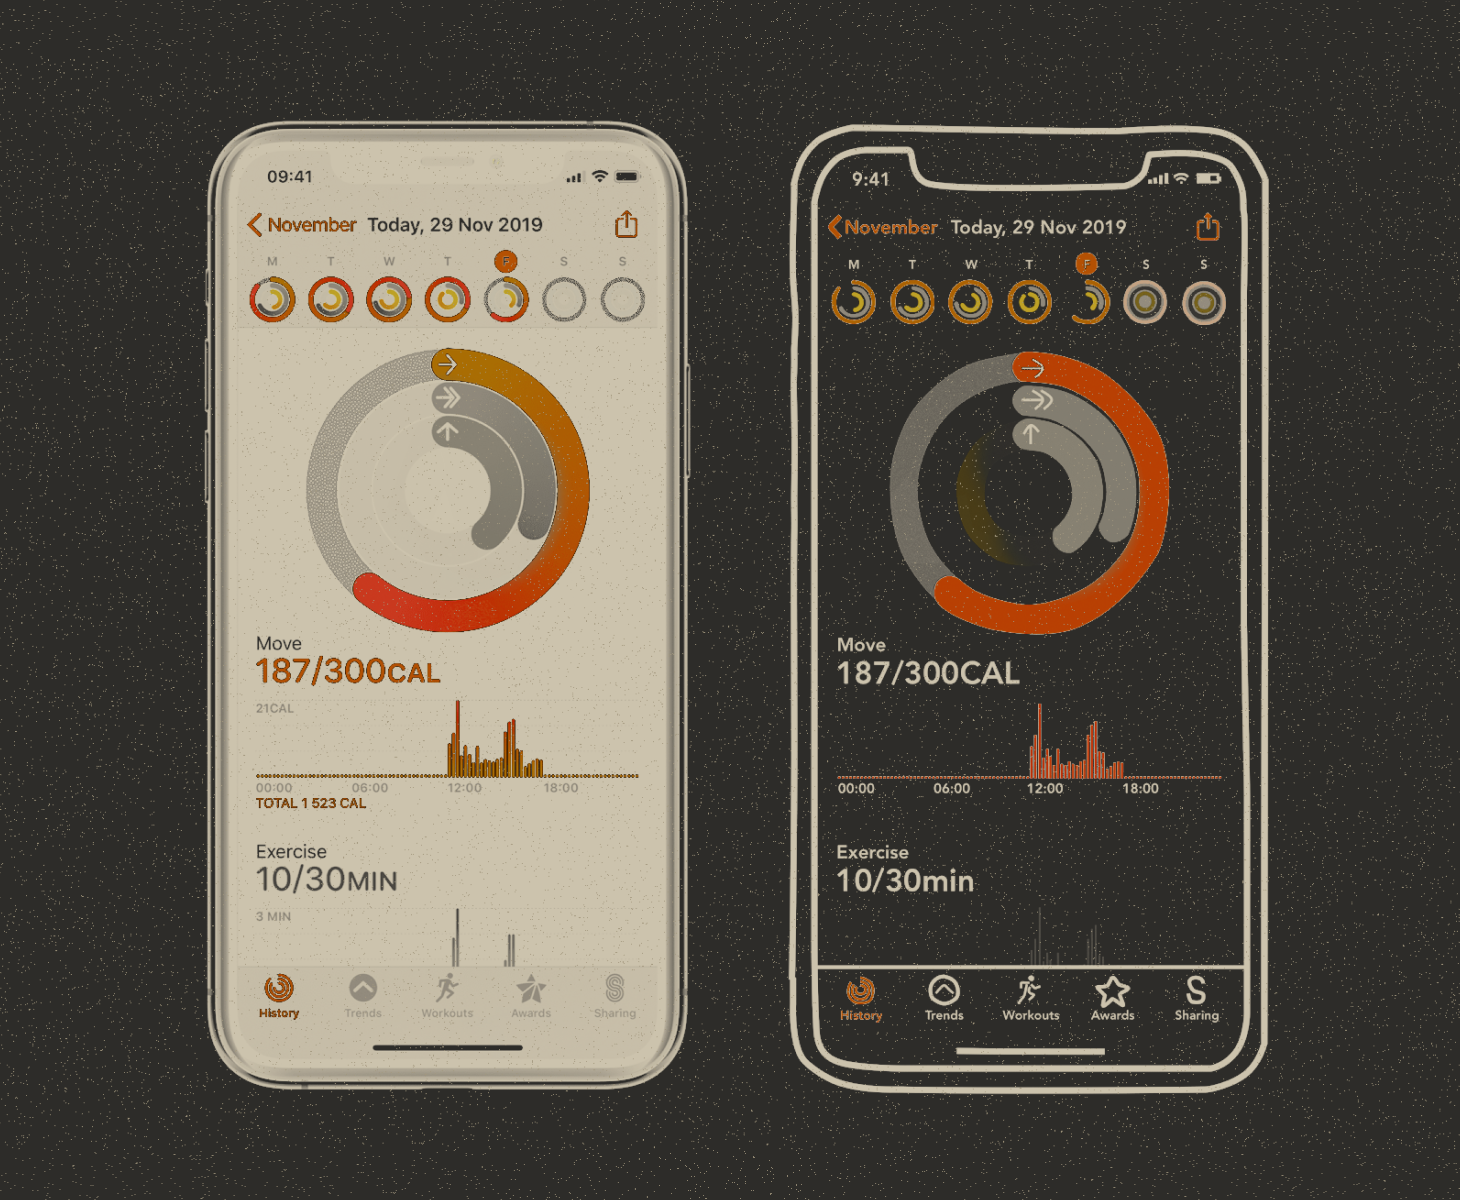 09:41
November Today, 29 Nov 2019
M T W T F S S
Move
187/300CAL
21CAL
00:00 06:00 12:00 18:00
TOTAL 1 523 CAL
Exercise
10/30MIN
3 MIN
History Trends Workouts Awards Sharing
9:41
November Today, 29 Nov 2019
M T W T F S S
Move
187/300CAL
00:00 06:00 12:00 18:00
Exercise
10/30min
History Trends Workouts Awards Sharing